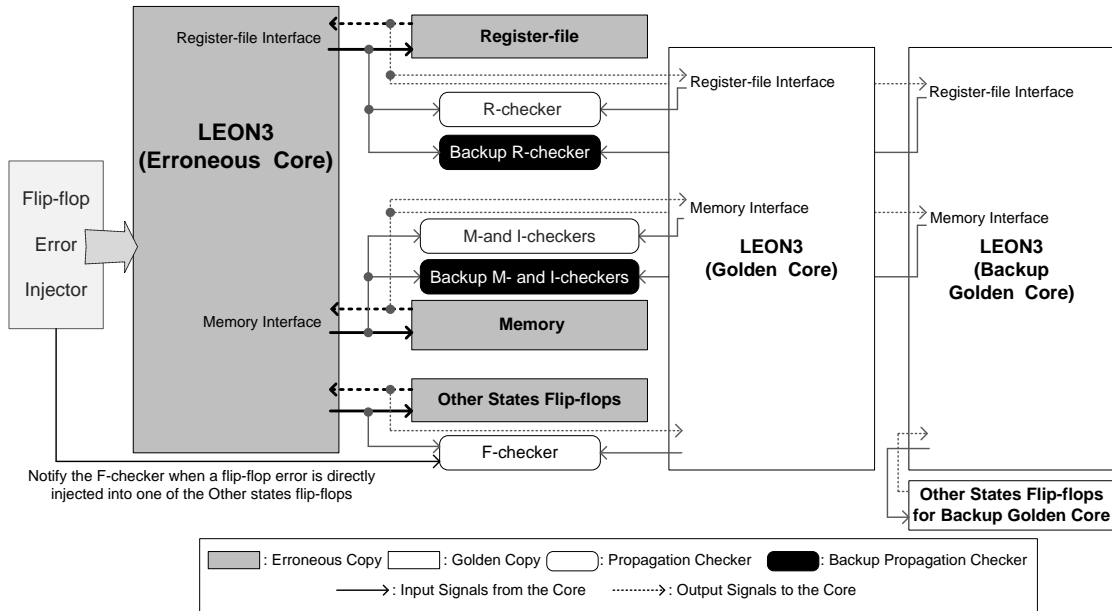 Register-file Interface
Register-file
R-checker
Backup R-checker
Register-file Interface
Register-file Interface
LEON3
(Erroneous Core)
Flip-flop
Error
Injector
Memory Interface
M-and I-checkers
Backup M- and I-checkers
Memory
Memory Interface
LEON3
(Golden Core)
Memory Interface
LEON3
(Backup
Golden Core)
Other States Flip-flops
F-checker
Notify the F-checker when a flip-flop error is directly
injected into one of the Other states flip-flops
Other States Flip-flops
for Backup Golden Core
: Erroneous Copy
: Golden Copy
: Propagation Checker
: Backup Propagation Checker
: Input Signals from the Core
: Output Signals to the Core